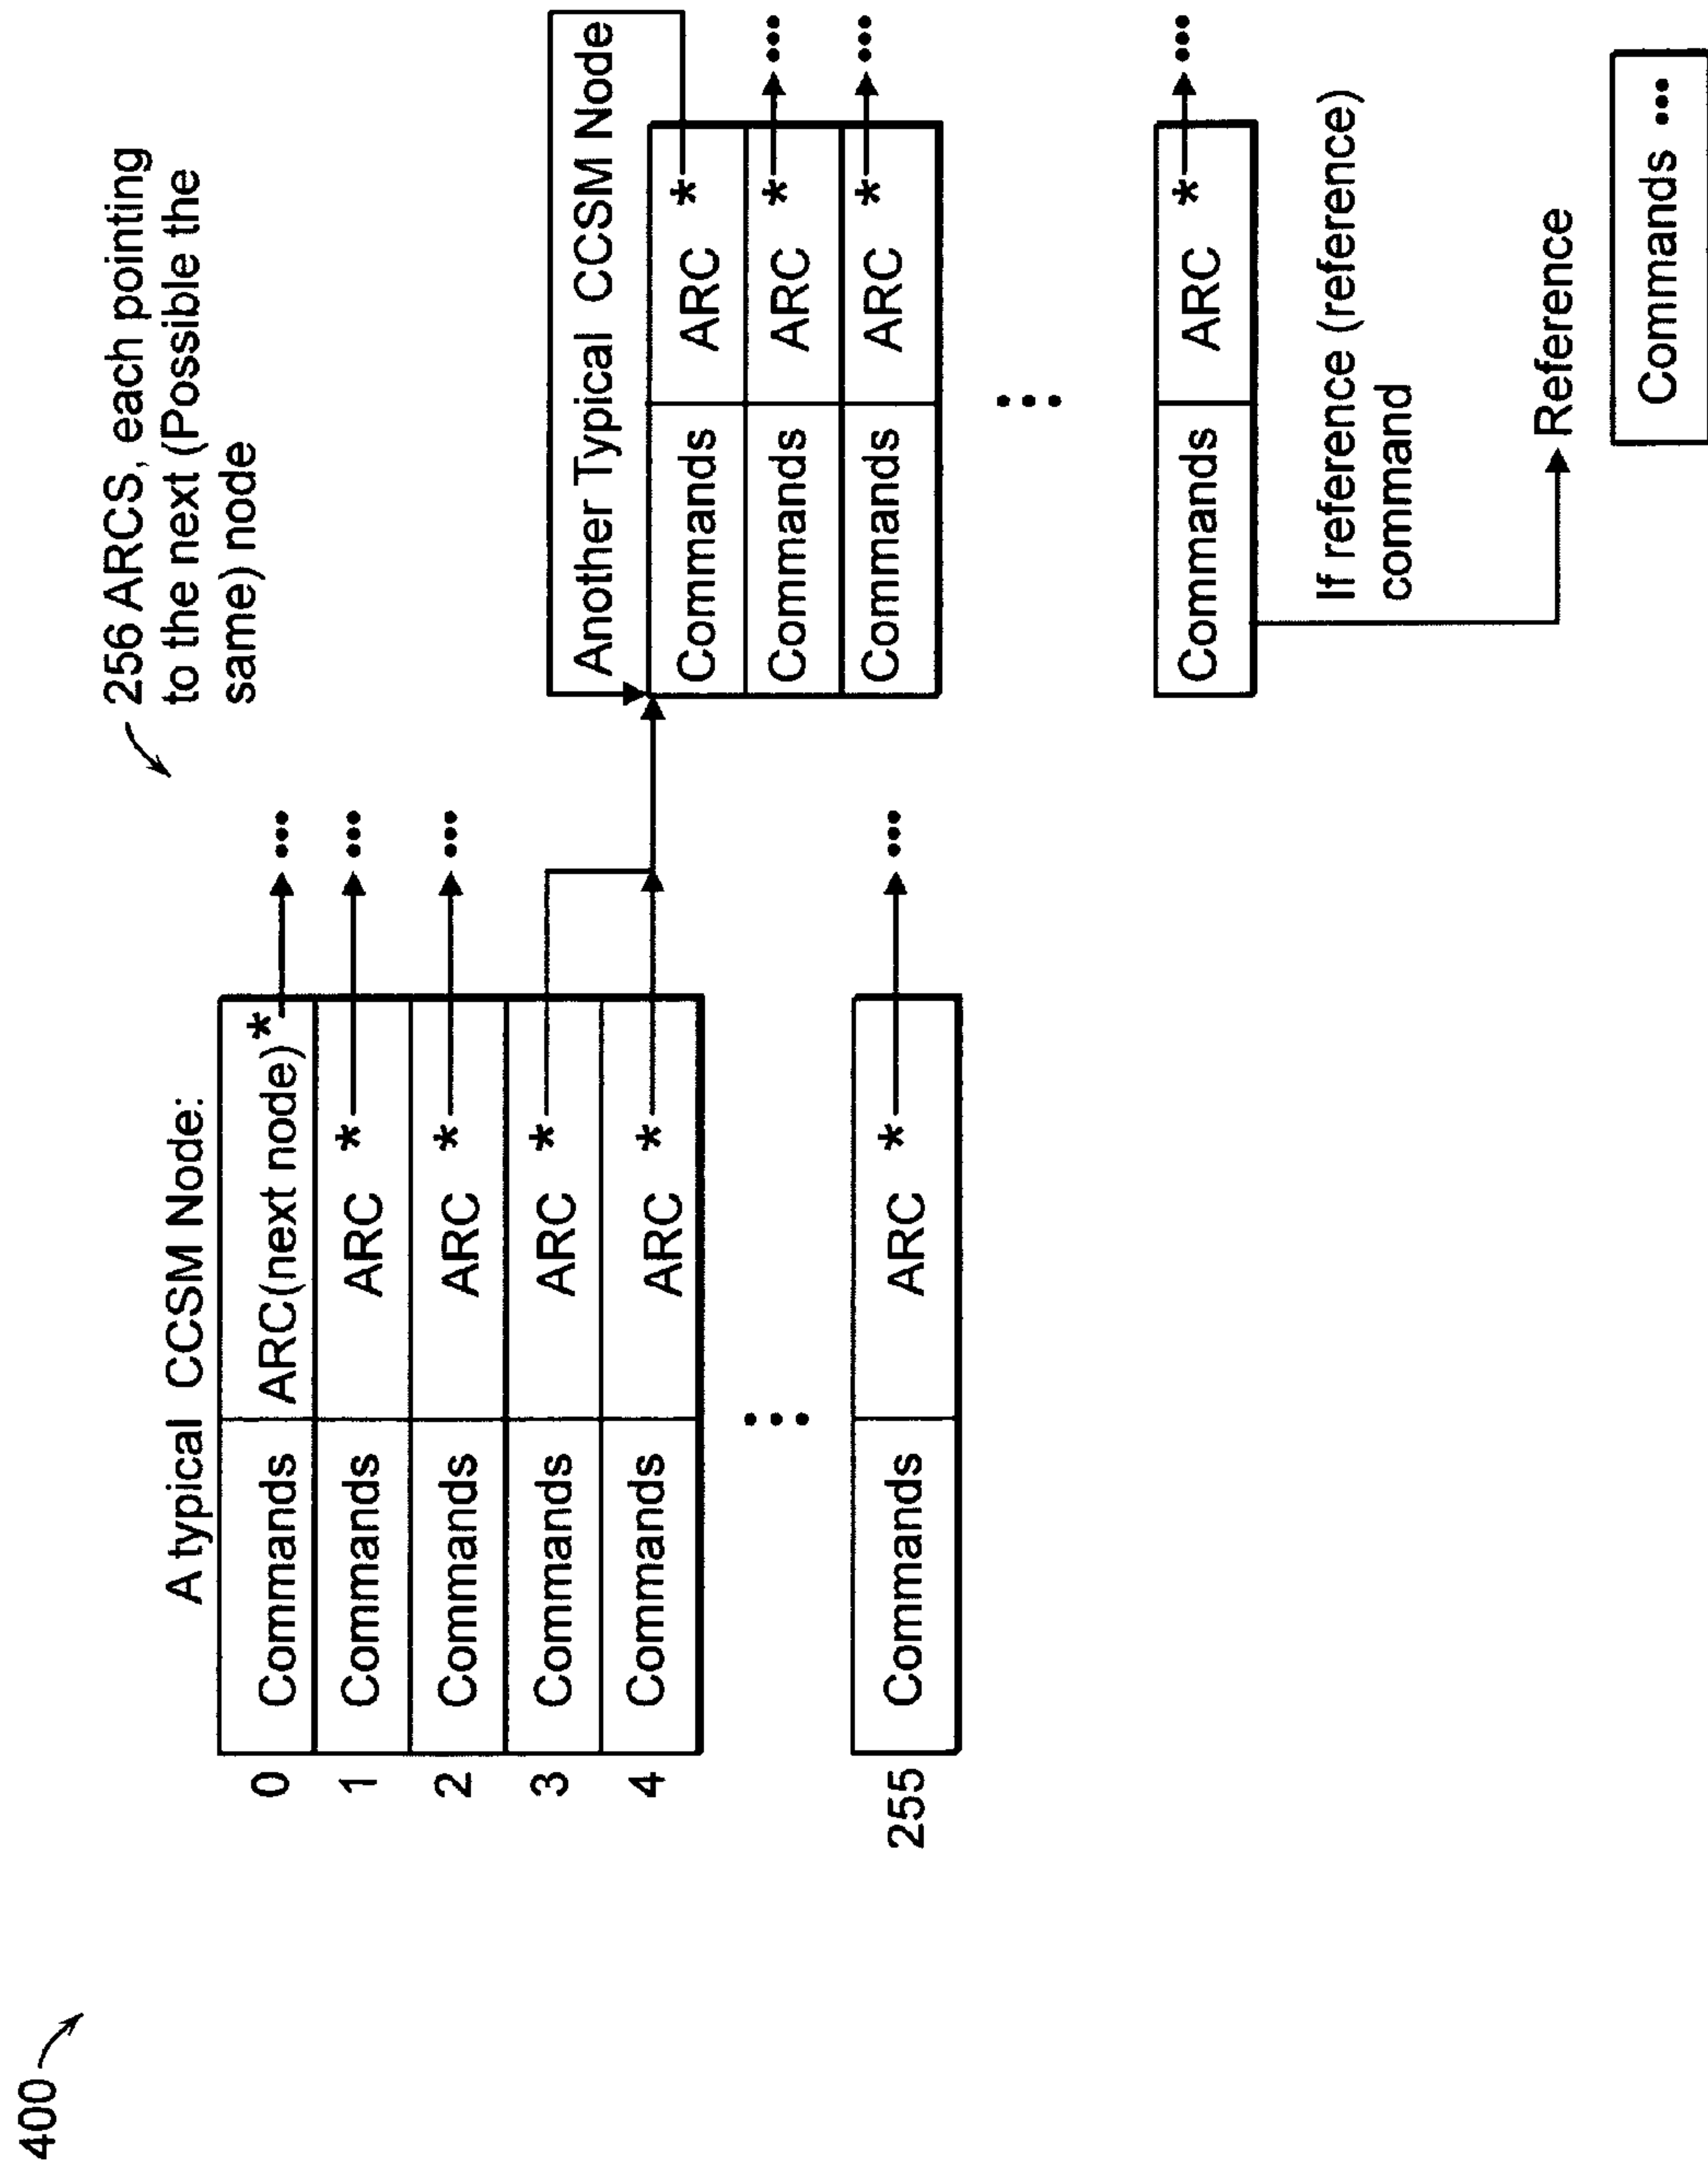 400
256 ARCS, each pointing
to the next (Possible the
same) node
A typical CCSM Node:
0 Commands ARC(next node)* •••
1 Commands ARC * •••
2 Commands ARC * •••
3 Commands ARC *
4 Commands ARC *
•••
255 Commands ARC * •••
Another Typical CCSM Node
Commands ARC *
Commands ARC * •••
Commands ARC * •••
•••
Commands ARC * •••
If reference (reference)
command
Reference
Commands •••